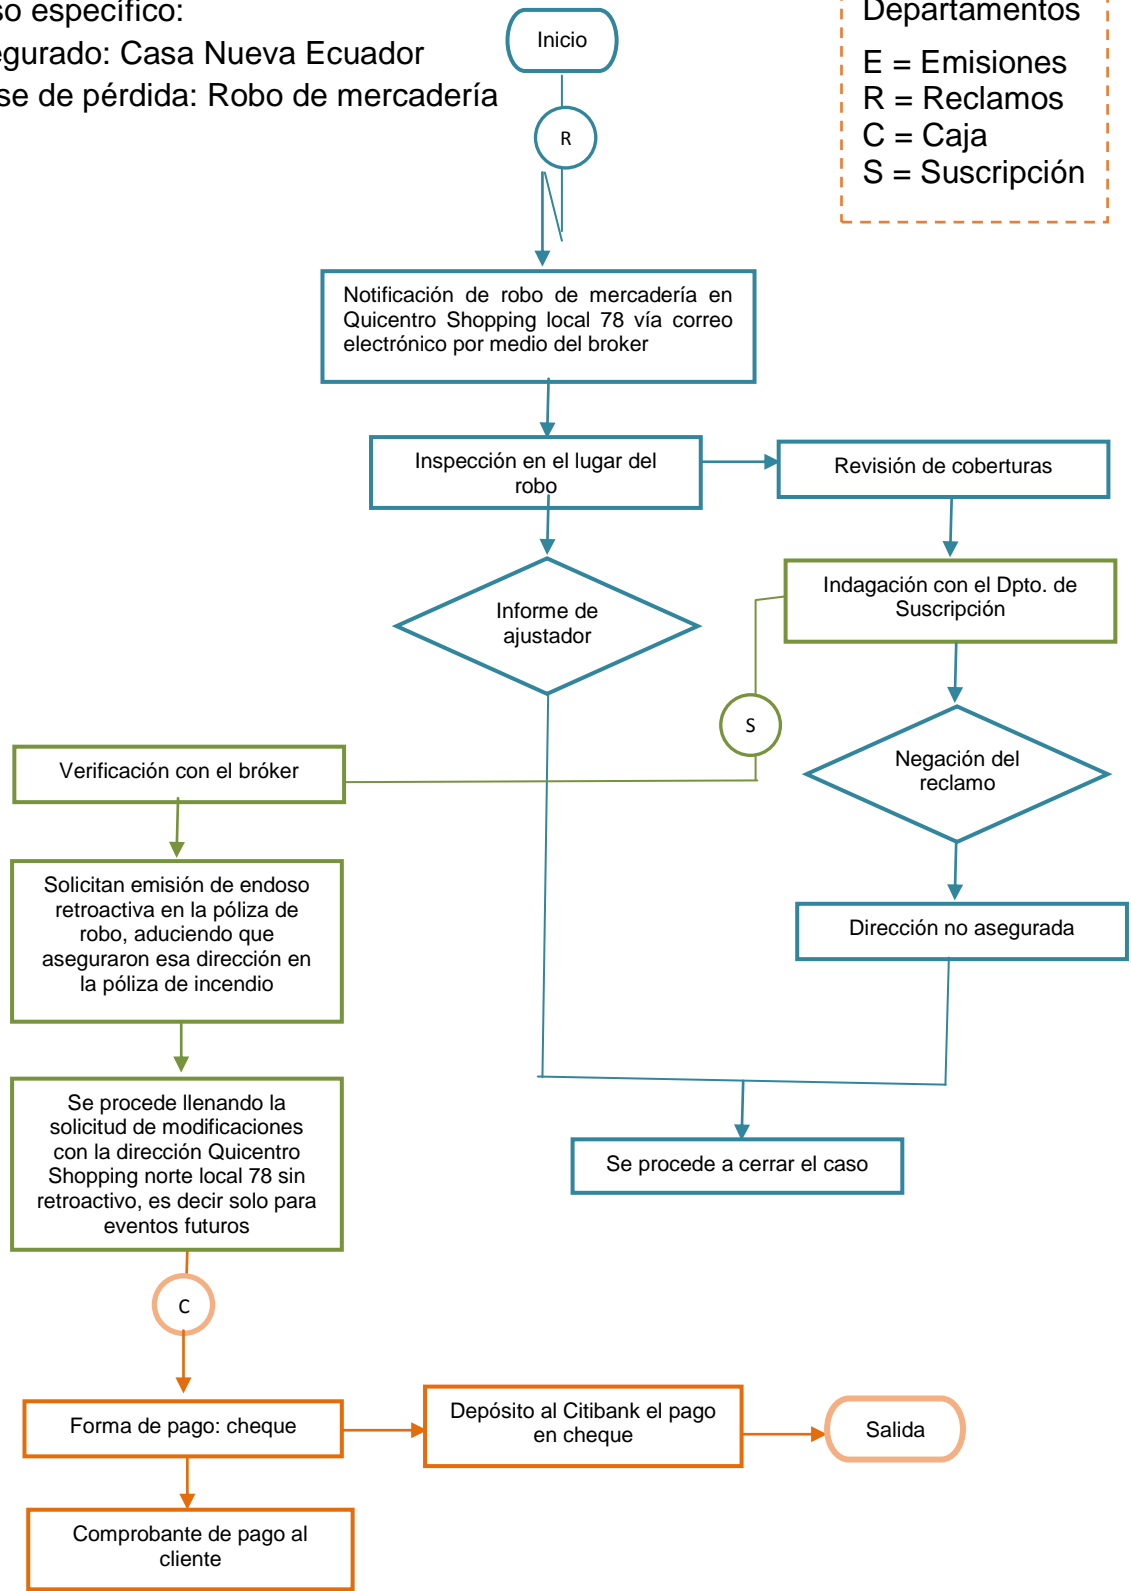 so específico:
egurado: Casa Nueva Ecuador
se de pérdida: Robo de mercadería
Departamentos
E = Emisiones
R = Reclamos
C = Caja
S = Suscripción
Inicio
R
Notificación de robo de mercadería en
Quicentro Shopping local 78 vía correo
electrónico por medio del broker
Inspección en el lugar del
robo
Revisión de coberturas
Informe de
ajustador
Indagación con el Dpto. de
Suscripción
S
Negación del
reclamo
Verificación con el bróker
Solicitan emisión de endoso
retroactiva en la póliza de
robo, aduciendo que
aseguraron esa dirección en
la póliza de incendio
Dirección no asegurada
Se procede llenando la
solicitud de modificaciones
con la dirección Quicentro
Shopping norte local 78 sin
retroactivo, es decir solo para
eventos futuros
Se procede a cerrar el caso
C
Forma de pago: cheque
Depósito al Citibank el pago
en cheque
Salida
Comprobante de pago al
cliente